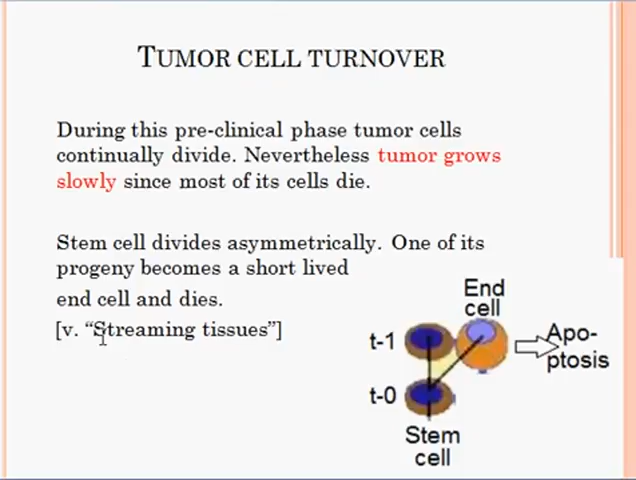 TUMOR CELL TURNOVER
During this pre-clinical phase tumor cells
continually divide. Nevertheless tumor grows
slowly since most of its cells die.
Stem cell divides asymmetrically. One of its
progeny becomes a short lived
end cell and dies.
[v. “Streaming tissues”]
End
cell
t-1
Apo-
ptosis
t-0
Stem
cell